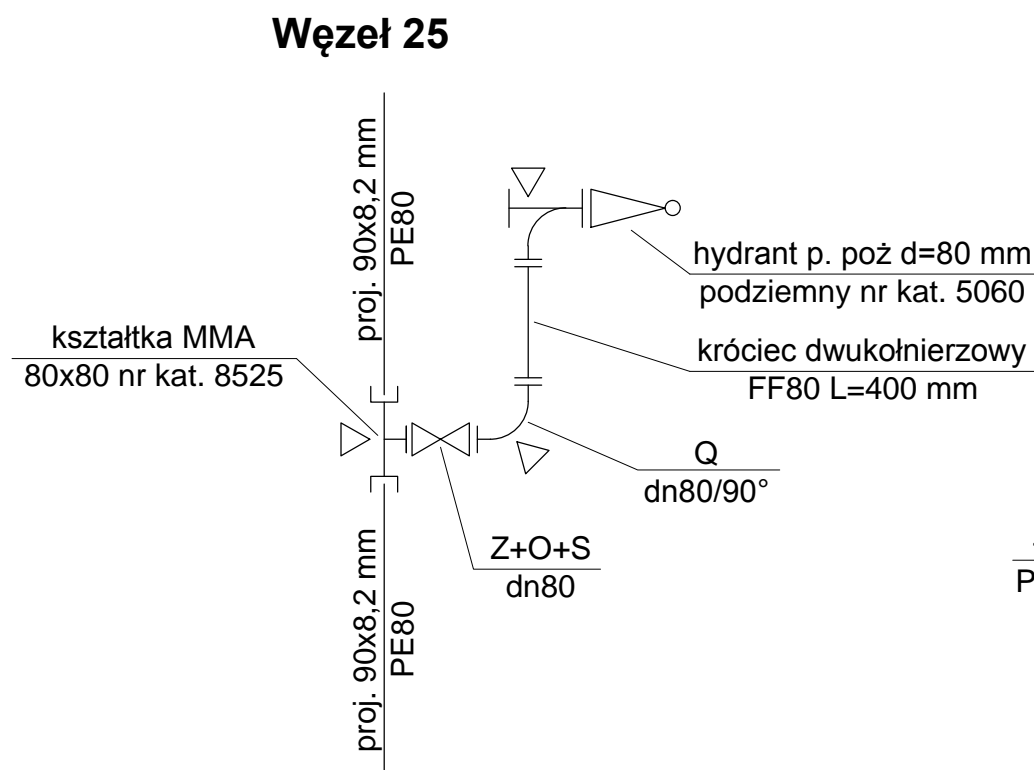 Węzeł 25
proj. 90x8,2 mm
PE80
hydrant p. poż d=80 mm
podziemny nr kat. 5060
kształtka MMA
80x80 nr kat. 8525
króciec dwukołnierzowy
FF80 L=400 mm
Q
dn80/90°
Z+O+S
dn80
proj. 90x8,2 mm
PE80
P